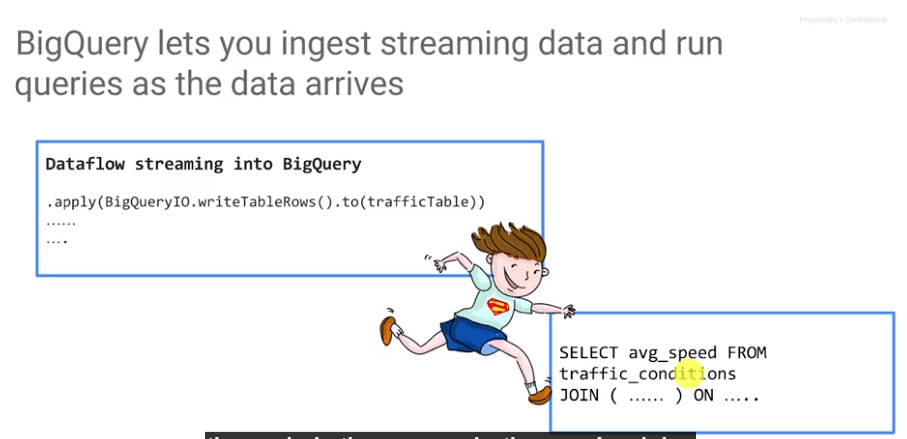 Proprietary + Confidential
BigQuery lets you ingest streaming data and run
queries as the data arrives
Dataflow streaming into BigQuery
.apply(BigQueryIO.writeTableRows().to(trafficTable))
......
....
SELECT avg_speed FROM
traffic_conditions
JOIN ( ...... ) ON .....